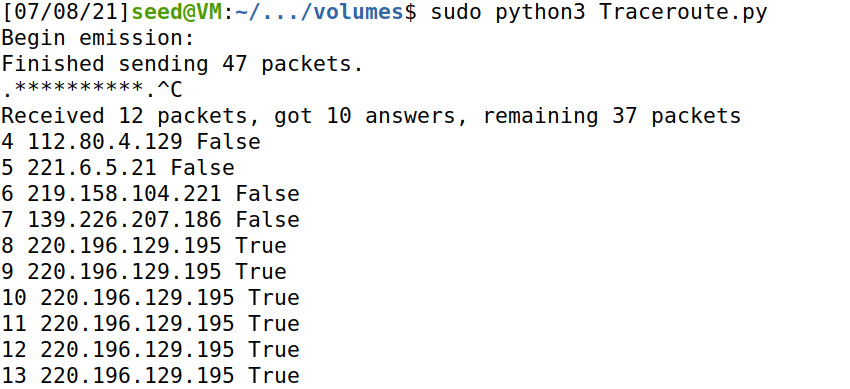 [07/08/21]seed@VM:~/.../volumes$ sudo python3 Traceroute.py
Begin emission:
Finished sending 47 packets.
.**********.^C
Received 12 packets, got 10 answers, remaining 37 packets
4 112.80.4.129 False
5 221.6.5.21 False
6 219.158.104.221 False
7 139.226.207.186 False
8 220.196.129.195 True
9 220.196.129.195 True
10 220.196.129.195 True
11 220.196.129.195 True
12 220.196.129.195 True
13 220.196.129.195 True